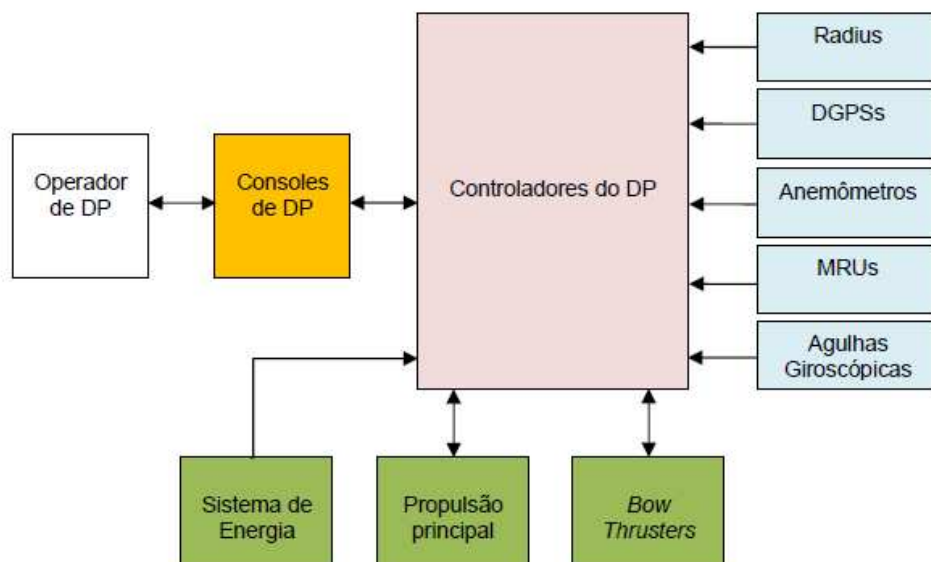 Operador
de DP
Consoles
de DP
Controladores do DP
Radius
DGPSs
Anemômetros
MRUs
Agulhas
Giroscópicas
Sistema de
Energia
Propulsão
principal
Bow
Thrusters